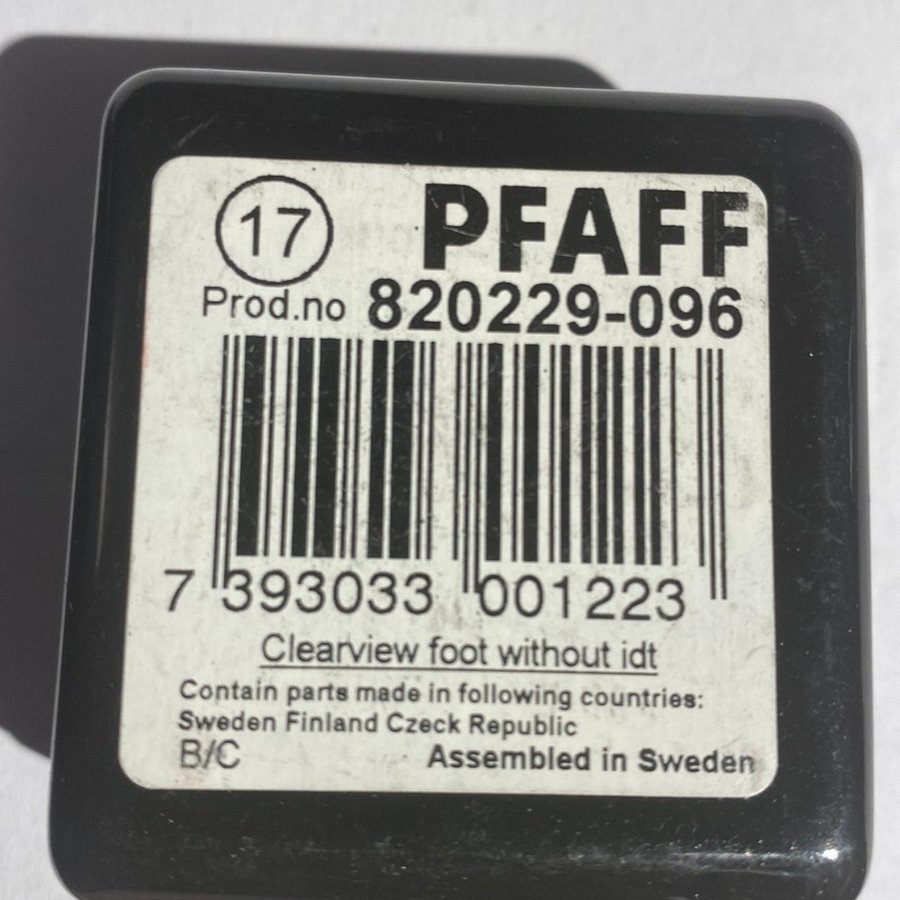 17 PFAFF
Prod.no 820229-096
7 393033 001223
Clearview foot without idt
Contain parts made in following countries:
Sweden Finland Czeck Republic
B/C Assembled in Sweden